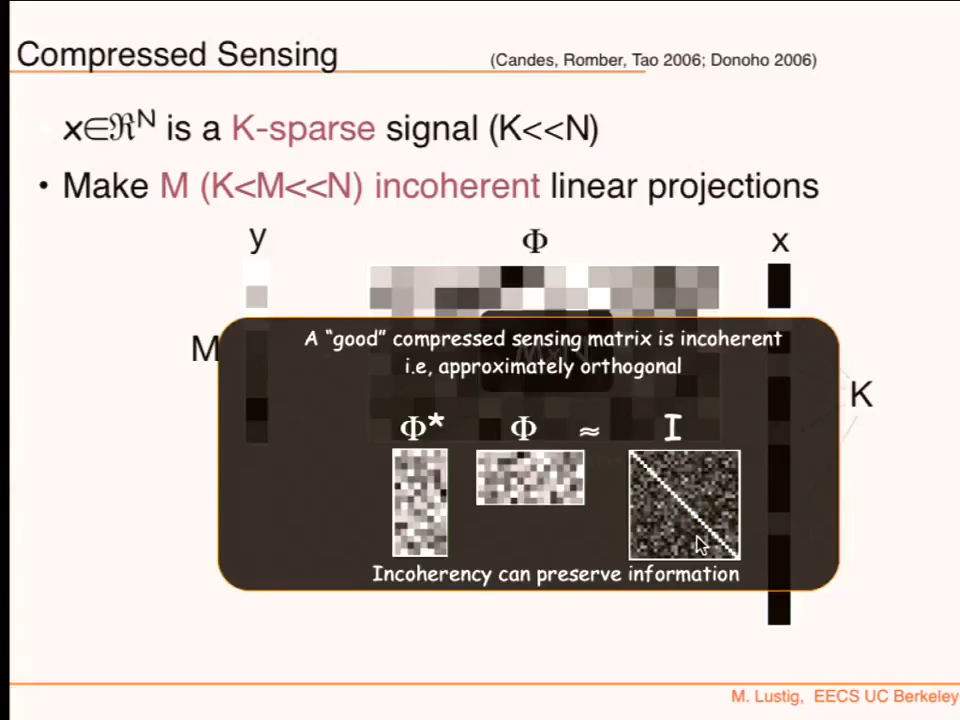 Compressed Sensing
(Candes, Romber, Tao 2006; Donoho 2006)
x∈ℜᴺ is a K-sparse signal (K<<N)
• Make M (K<M<<N) incoherent linear projections
y Φ x
M
K
A “good” compressed sensing matrix is incoherent
i.e, approximately orthogonal
Φ* Φ ≈ I
Incoherency can preserve information
M. Lustig, EECS UC Berkeley